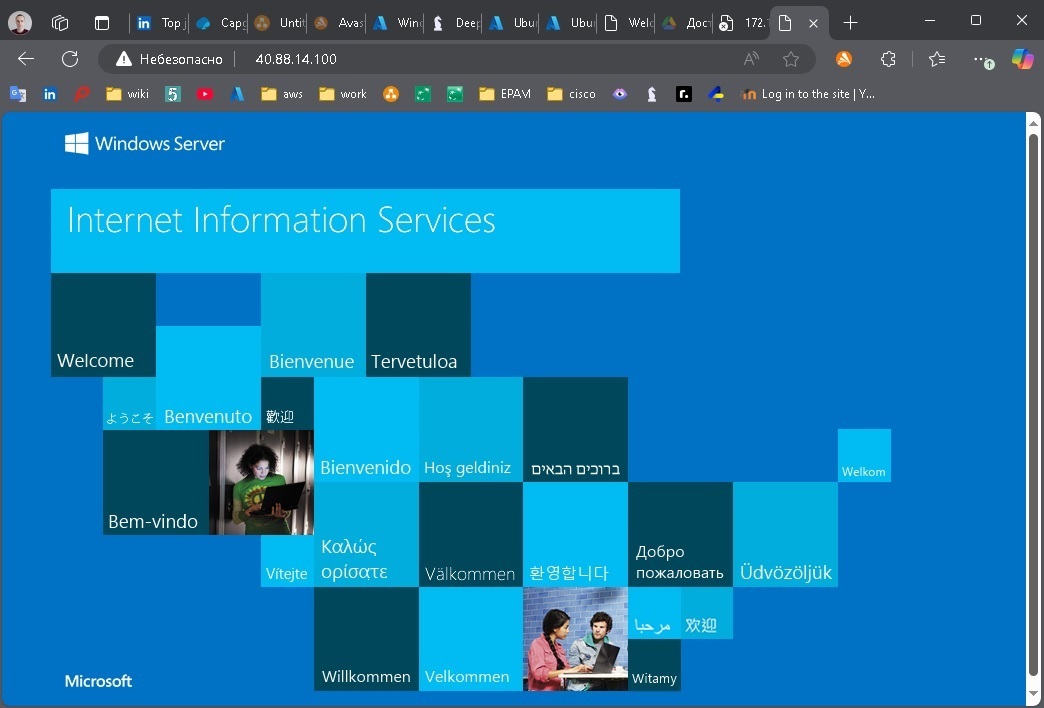 Top j
Capc
Untit
Avas
Winc
Deep
Ubu
Ubu
Welc
Дост
172.
Небезопасно
40.88.14.100
wiki
aws
work
EPAM
cisco
Log in to the site | Y...
Windows Server
Internet Information Services
Welcome
Bienvenue
Tervetuloa
ようこそ
Benvenuto
歡迎
Bienvenido
Hoş geldiniz
ברוכים הבאים
Welkom
Bem-vindo
Vítejte
Καλώς
ορίσατε
Välkommen
환영합니다
Добро
пожаловать
Üdvözöljük
مرحبا
欢迎
Willkommen
Velkommen
Witamy
Microsoft